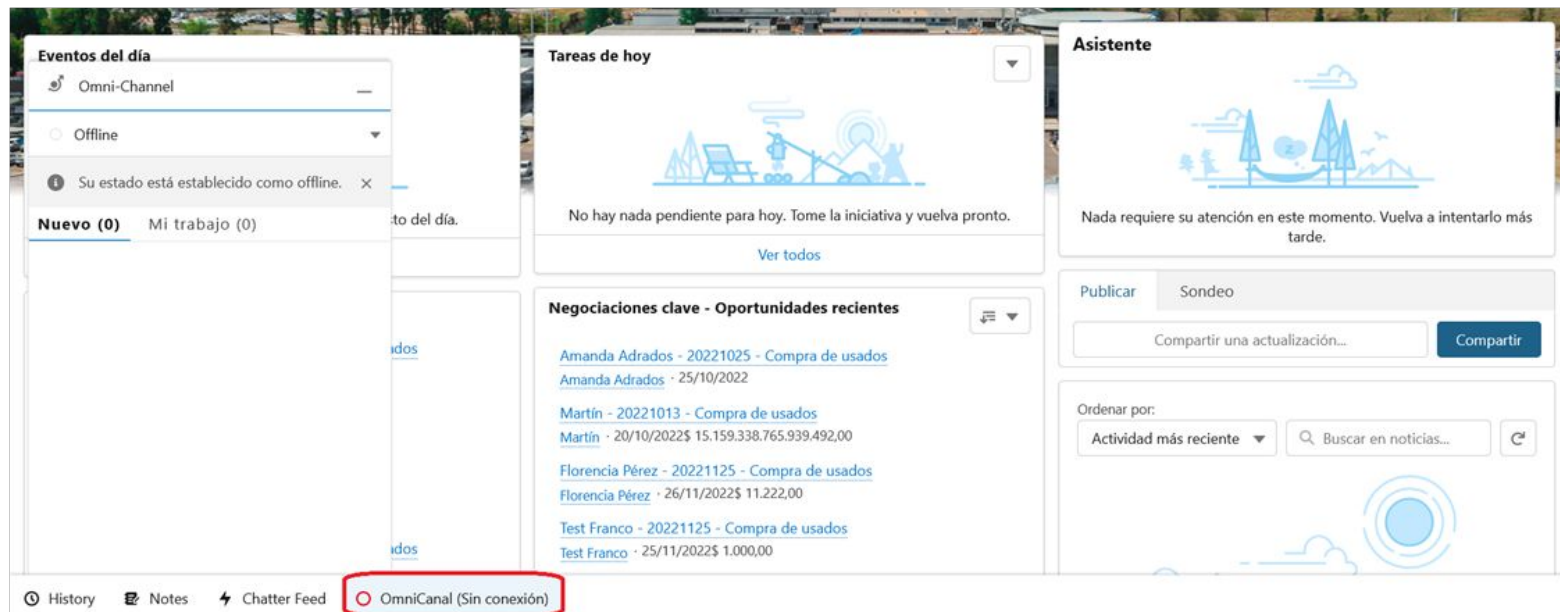 Eventos del día
Omni-Channel
Offline
Su estado está establecido como offline.
Nuevo (0) Mi trabajo (0)
to del día.
ados
ados
Tareas de hoy
No hay nada pendiente para hoy. Tome la iniciativa y vuelva pronto.
Ver todos
Negociaciones clave - Oportunidades recientes
Amanda Adrados - 20221025 - Compra de usados
Amanda Adrados · 25/10/2022
Martín - 20221013 - Compra de usados
Martín · 20/10/2022$ 15.159.338.765.939.492,00
Florencia Pérez - 20221125 - Compra de usados
Florencia Pérez · 26/11/2022$ 11.222,00
Test Franco - 20221125 - Compra de usados
Test Franco · 25/11/2022$ 1.000,00
Asistente
z
Nada requiere su atención en este momento. Vuelva a intentarlo más
tarde.
Publicar Sondeo
Compartir una actualización... Compartir
Ordenar por:
Actividad más reciente Buscar en noticias...
History Notes Chatter Feed OmniCanal (Sin conexión)